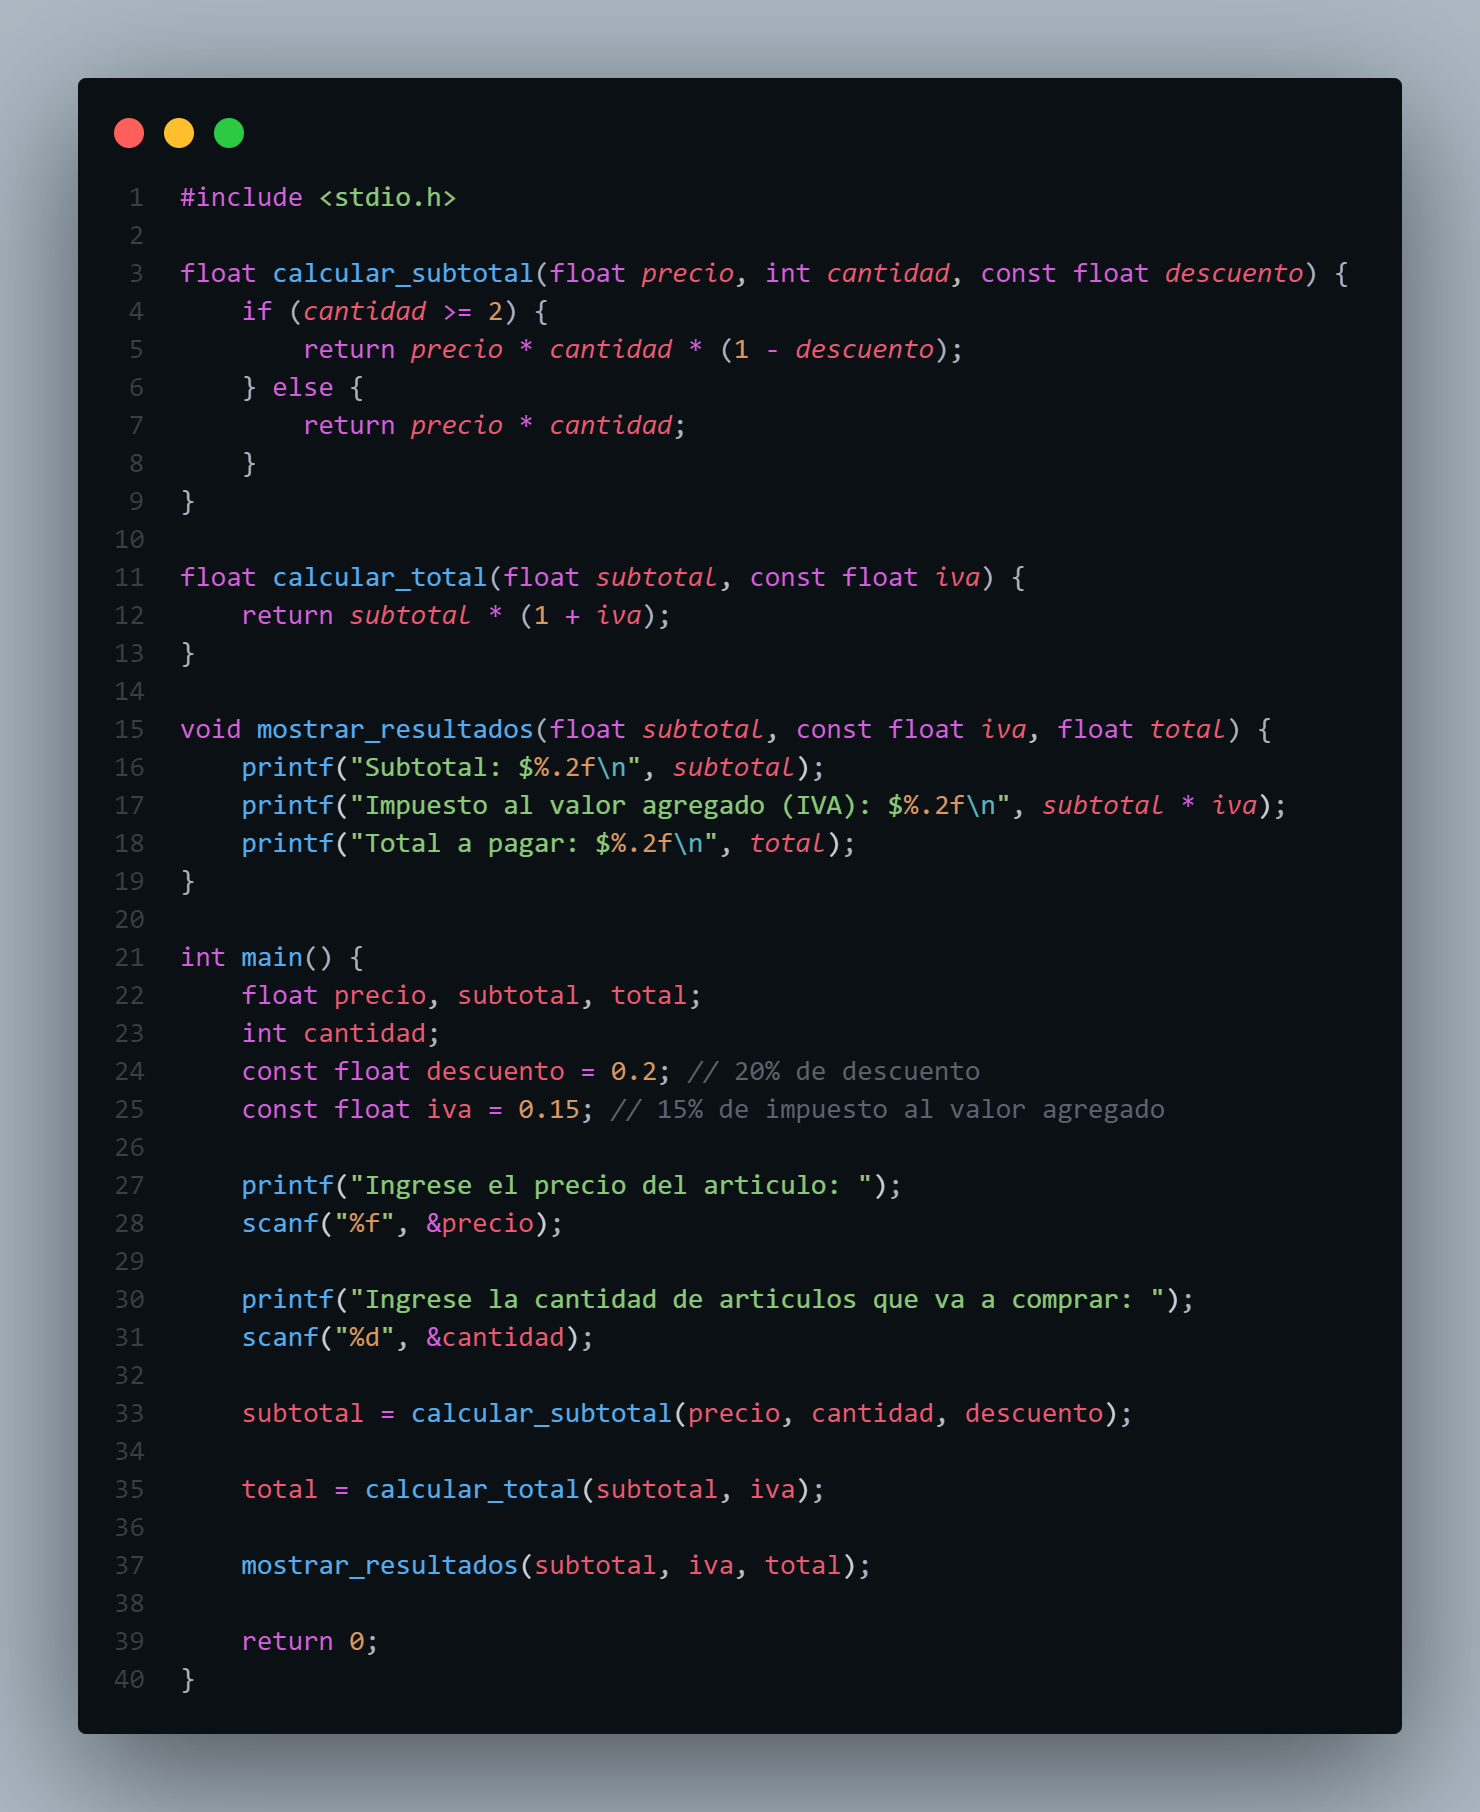 1 #include <stdio.h>
2
3 float calcular_subtotal(float precio, int cantidad, const float descuento) {
4     if (cantidad >= 2) {
5         return precio * cantidad * (1 - descuento);
6     } else {
7         return precio * cantidad;
8     }
9 }
10
11 float calcular_total(float subtotal, const float iva) {
12     return subtotal * (1 + iva);
13 }
14
15 void mostrar_resultados(float subtotal, const float iva, float total) {
16     printf("Subtotal: $%.2f\n", subtotal);
17     printf("Impuesto al valor agregado (IVA): $%.2f\n", subtotal * iva);
18     printf("Total a pagar: $%.2f\n", total);
19 }
20
21 int main() {
22     float precio, subtotal, total;
23     int cantidad;
24     const float descuento = 0.2; // 20% de descuento
25     const float iva = 0.15; // 15% de impuesto al valor agregado
26
27     printf("Ingrese el precio del articulo: ");
28     scanf("%f", &precio);
29
30     printf("Ingrese la cantidad de articulos que va a comprar: ");
31     scanf("%d", &cantidad);
32
33     subtotal = calcular_subtotal(precio, cantidad, descuento);
34
35     total = calcular_total(subtotal, iva);
36
37     mostrar_resultados(subtotal, iva, total);
38
39     return 0;
40 }